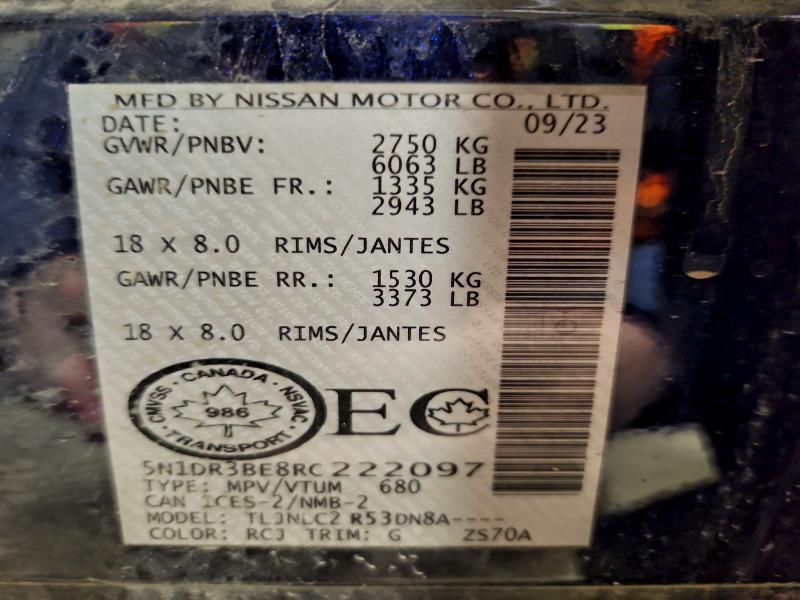 MFD BY NISSAN MOTOR CO., LTD.
DATE: 09/23
GVWR/PNBV: 2750 KG
6063 LB
GAWR/PNBE FR.: 1335 KG
2943 LB
18 X 8.0 RIMS/JANTES
GAWR/PNBE RR.: 1530 KG
3373 LB
18 X 8.0 RIMS/JANTES
CMVSS · CANADA · NSVAC · TRANSPORT ·
986
EC
5N1DR3BE8RC222097
TYPE: MPV/VTUM 680
CAN ICES-2/NMB-2
MODEL: TLJNLC2 R53DN8A----
COLOR: RCJ TRIM: G ZS70A